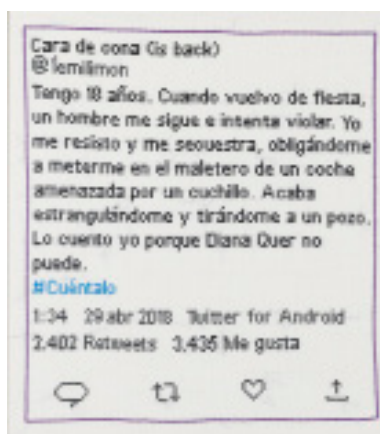 Cara de cona (is back)
@femilimon
Tengo 18 años. Cuando vuelvo de fiesta,
un hombre me sigue e intenta violar. Yo
me resisto y me secuestra, obligándome
a meterme en el maletero de un coche
amenazada por un cuchillo. Acaba
estrangulándome y tirándome a un pozo.
Lo cuento yo porque Diana Quer no
puede.
#Cuéntalo
1:34 29 abr 2018 Twitter for Android
2.402 Retweets 3.435 Me gusta